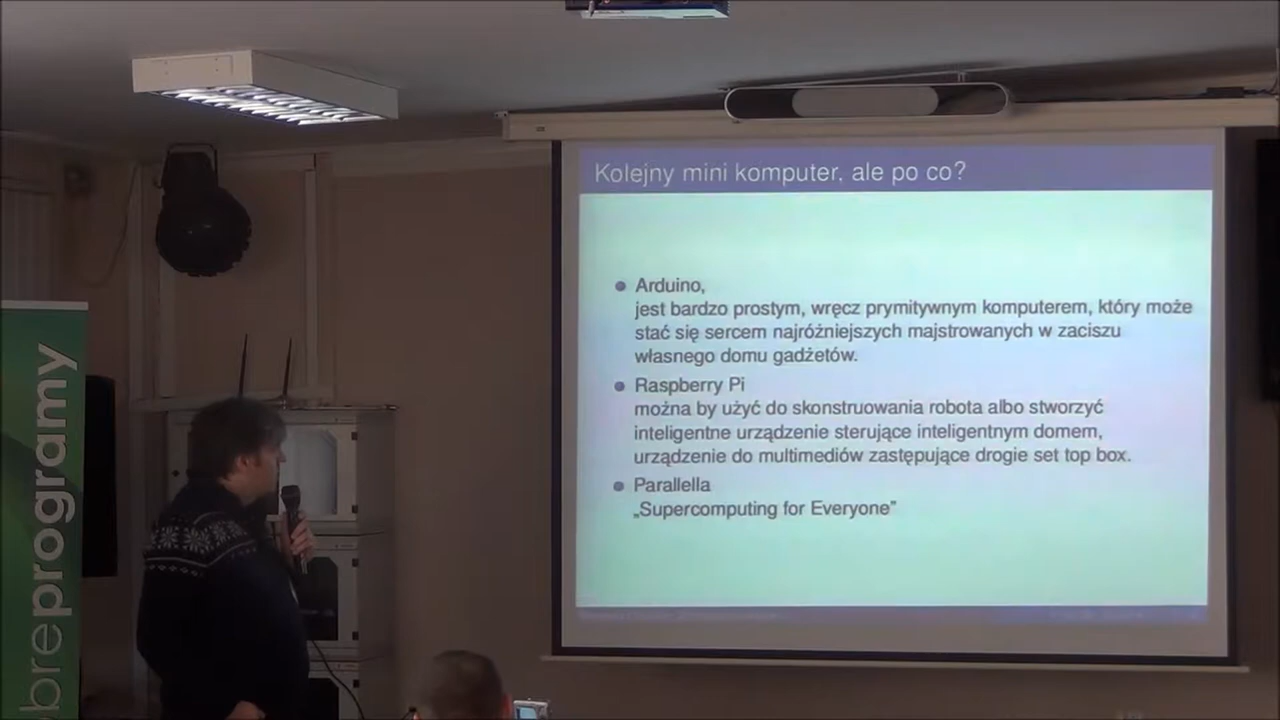 Kolejny mini komputer, ale po co?
Arduino,
jest bardzo prostym, wręcz prymitywnym komputerem, który może
stać się sercem najróżniejszych majstrowanych w zaciszu
własnego domu gadżetów.
Raspberry Pi
można by użyć do skonstruowania robota albo stworzyć
inteligentne urządzenie sterujące inteligentnym domem,
urządzenie do multimediów zastępujące drogie set top box.
Parallella
„Supercomputing for Everyone”
breprogramy